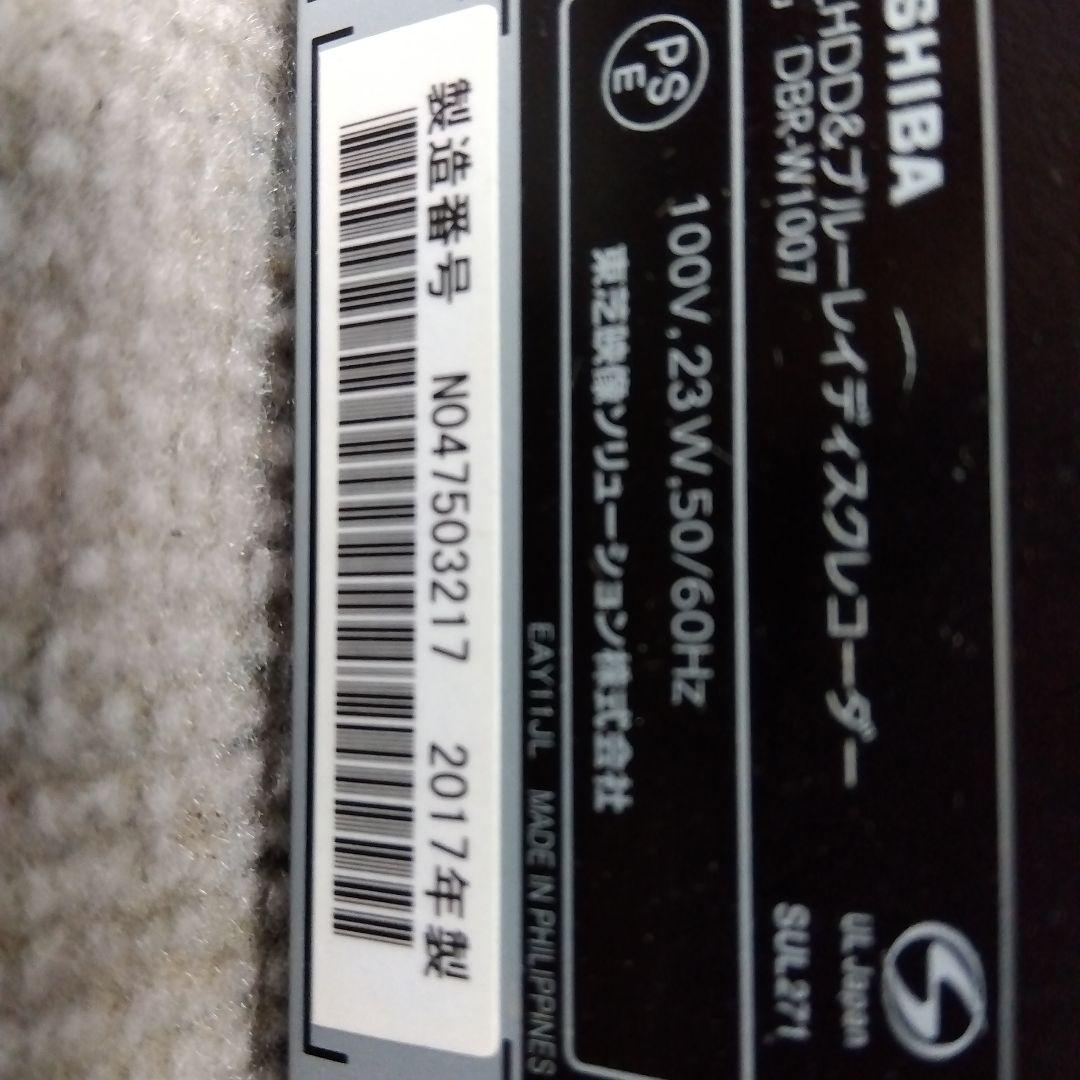 SHIBA
HDD&ブルーレイディスクレコーダー
DBR-W1007
UL Japan
SUL271
PSE
100V,23W,50/60Hz
東芝映像ソリューション株式会社
EAY11JL MADE IN PHILIPPINES
製造番号 N047503217 2017年製